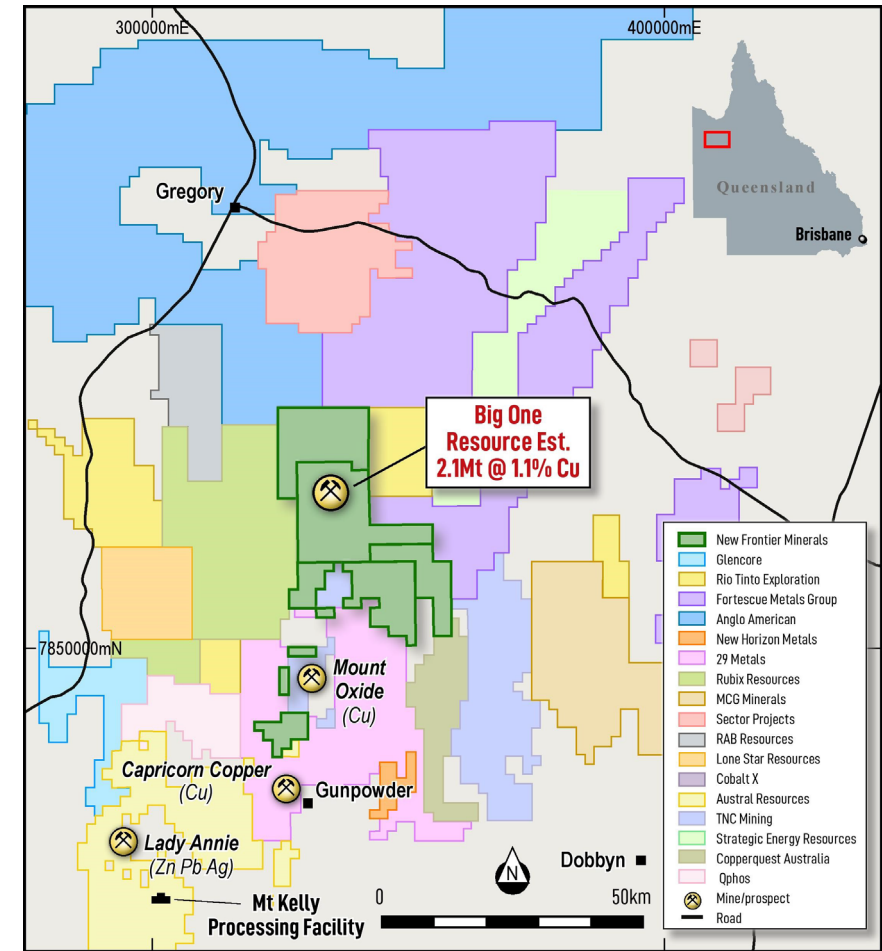 300000mE
400000mE
Gregory
Queensland
Brisbane
Big One
Resource Est.
2.1Mt @ 1.1% Cu
7850000mN
Mount
Oxide
(Cu)
Capricorn Copper
(Cu)
Gunpowder
Lady Annie
(Zn Pb Ag)
Mt Kelly
Processing Facility
Dobbyn
N
0
50km
New Frontier Minerals
Glencore
Rio Tinto Exploration
Fortescue Metals Group
Anglo American
New Horizon Metals
29 Metals
Rubix Resources
MCG Minerals
Sector Projects
RAB Resources
Lone Star Resources
Cobalt X
Austral Resources
TNC Mining
Strategic Energy Resources
Copperquest Australia
Qphos
Mine/prospect
Road